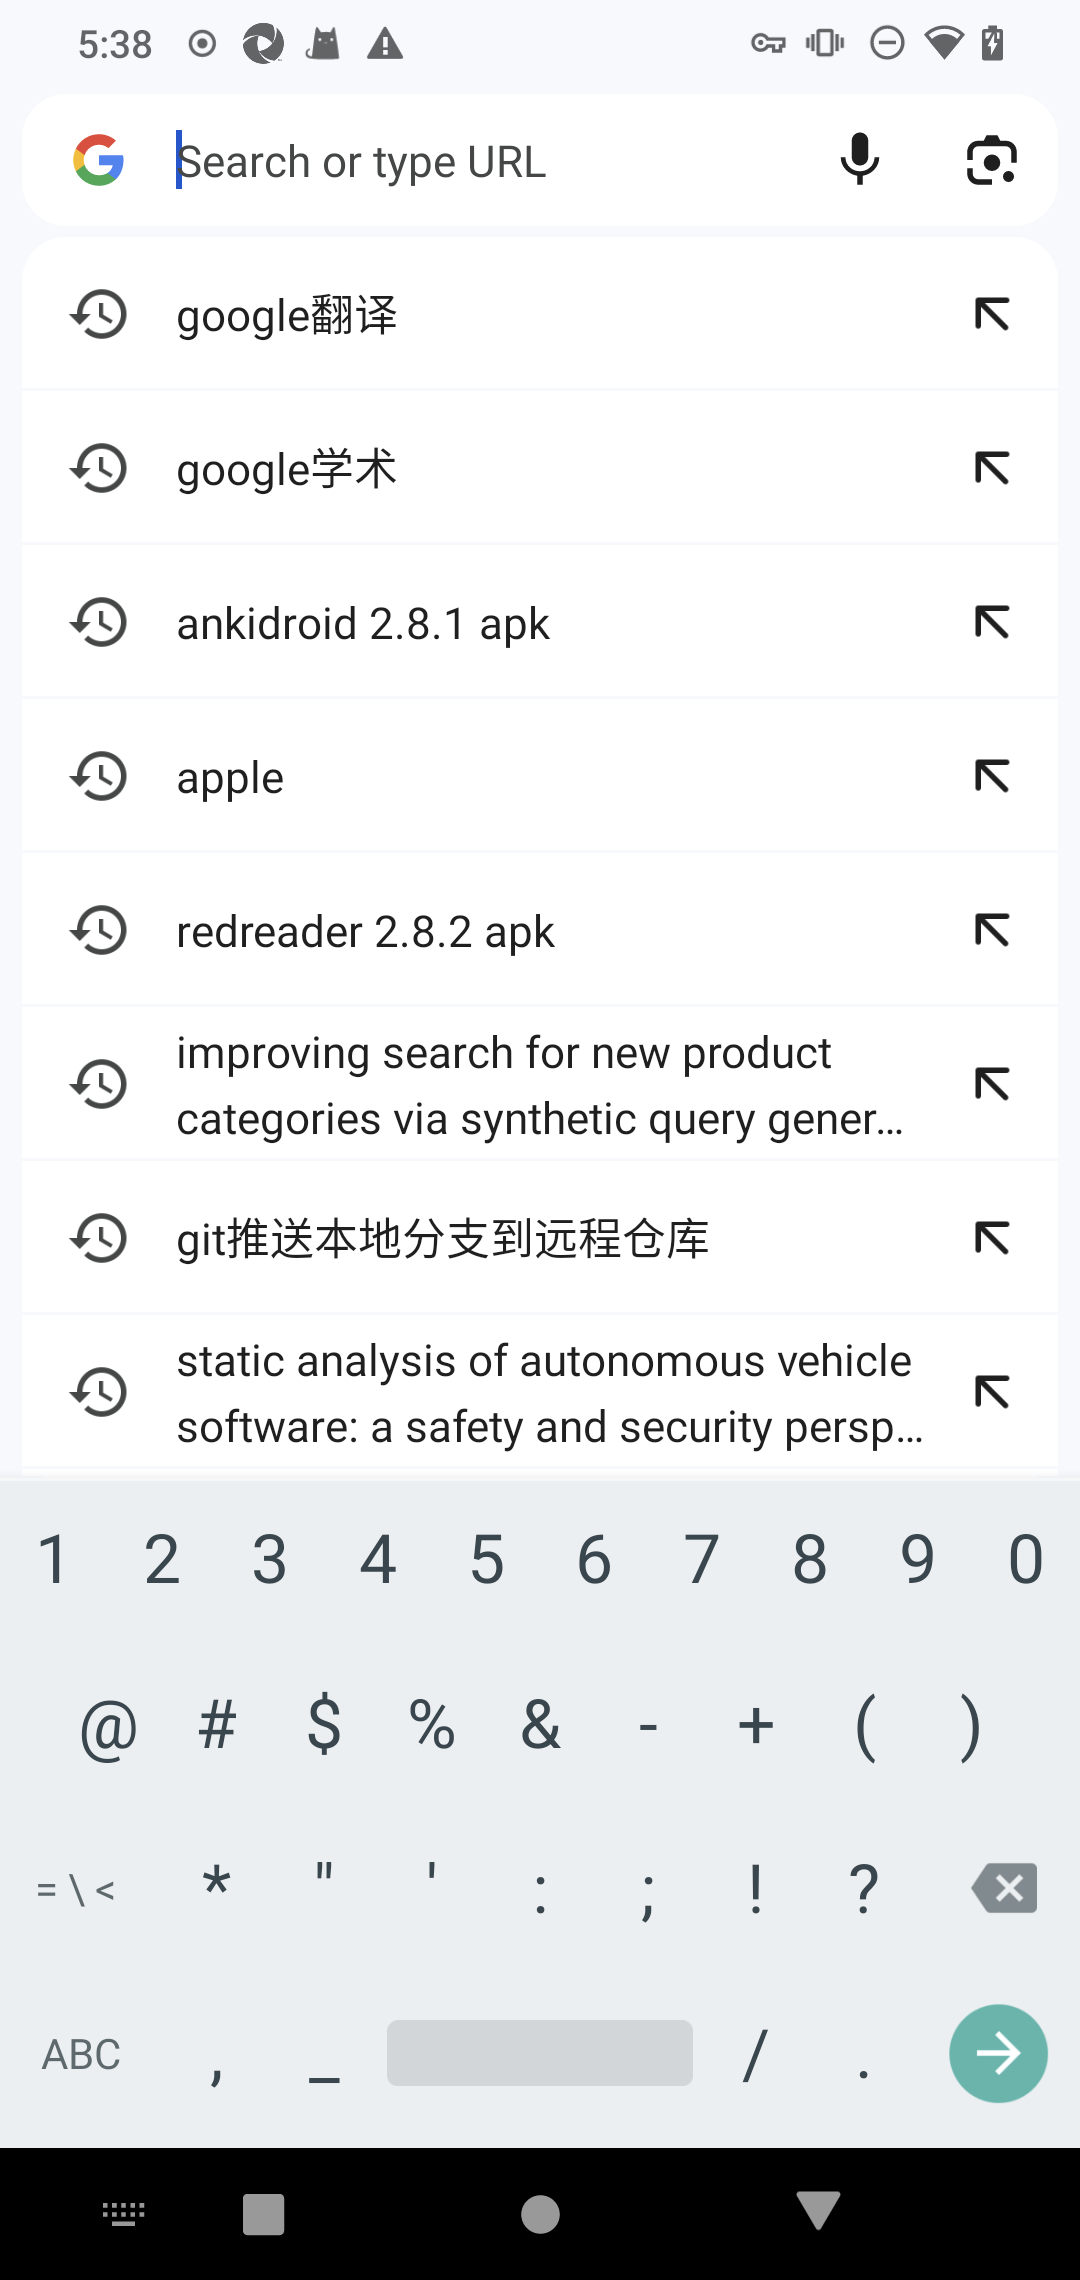 5:38
Search or type URL
google翻译
google学术
ankidroid 2.8.1 apk
apple
redreader 2.8.2 apk
improving search for new product
categories via synthetic query gener…
git推送本地分支到远程仓库
static analysis of autonomous vehicle
software: a safety and security persp…
1 2 3 4 5 6 7 8 9 0
@ # $ % & - + ( )
= \ < * " ' : ; ! ?
ABC , _ / .